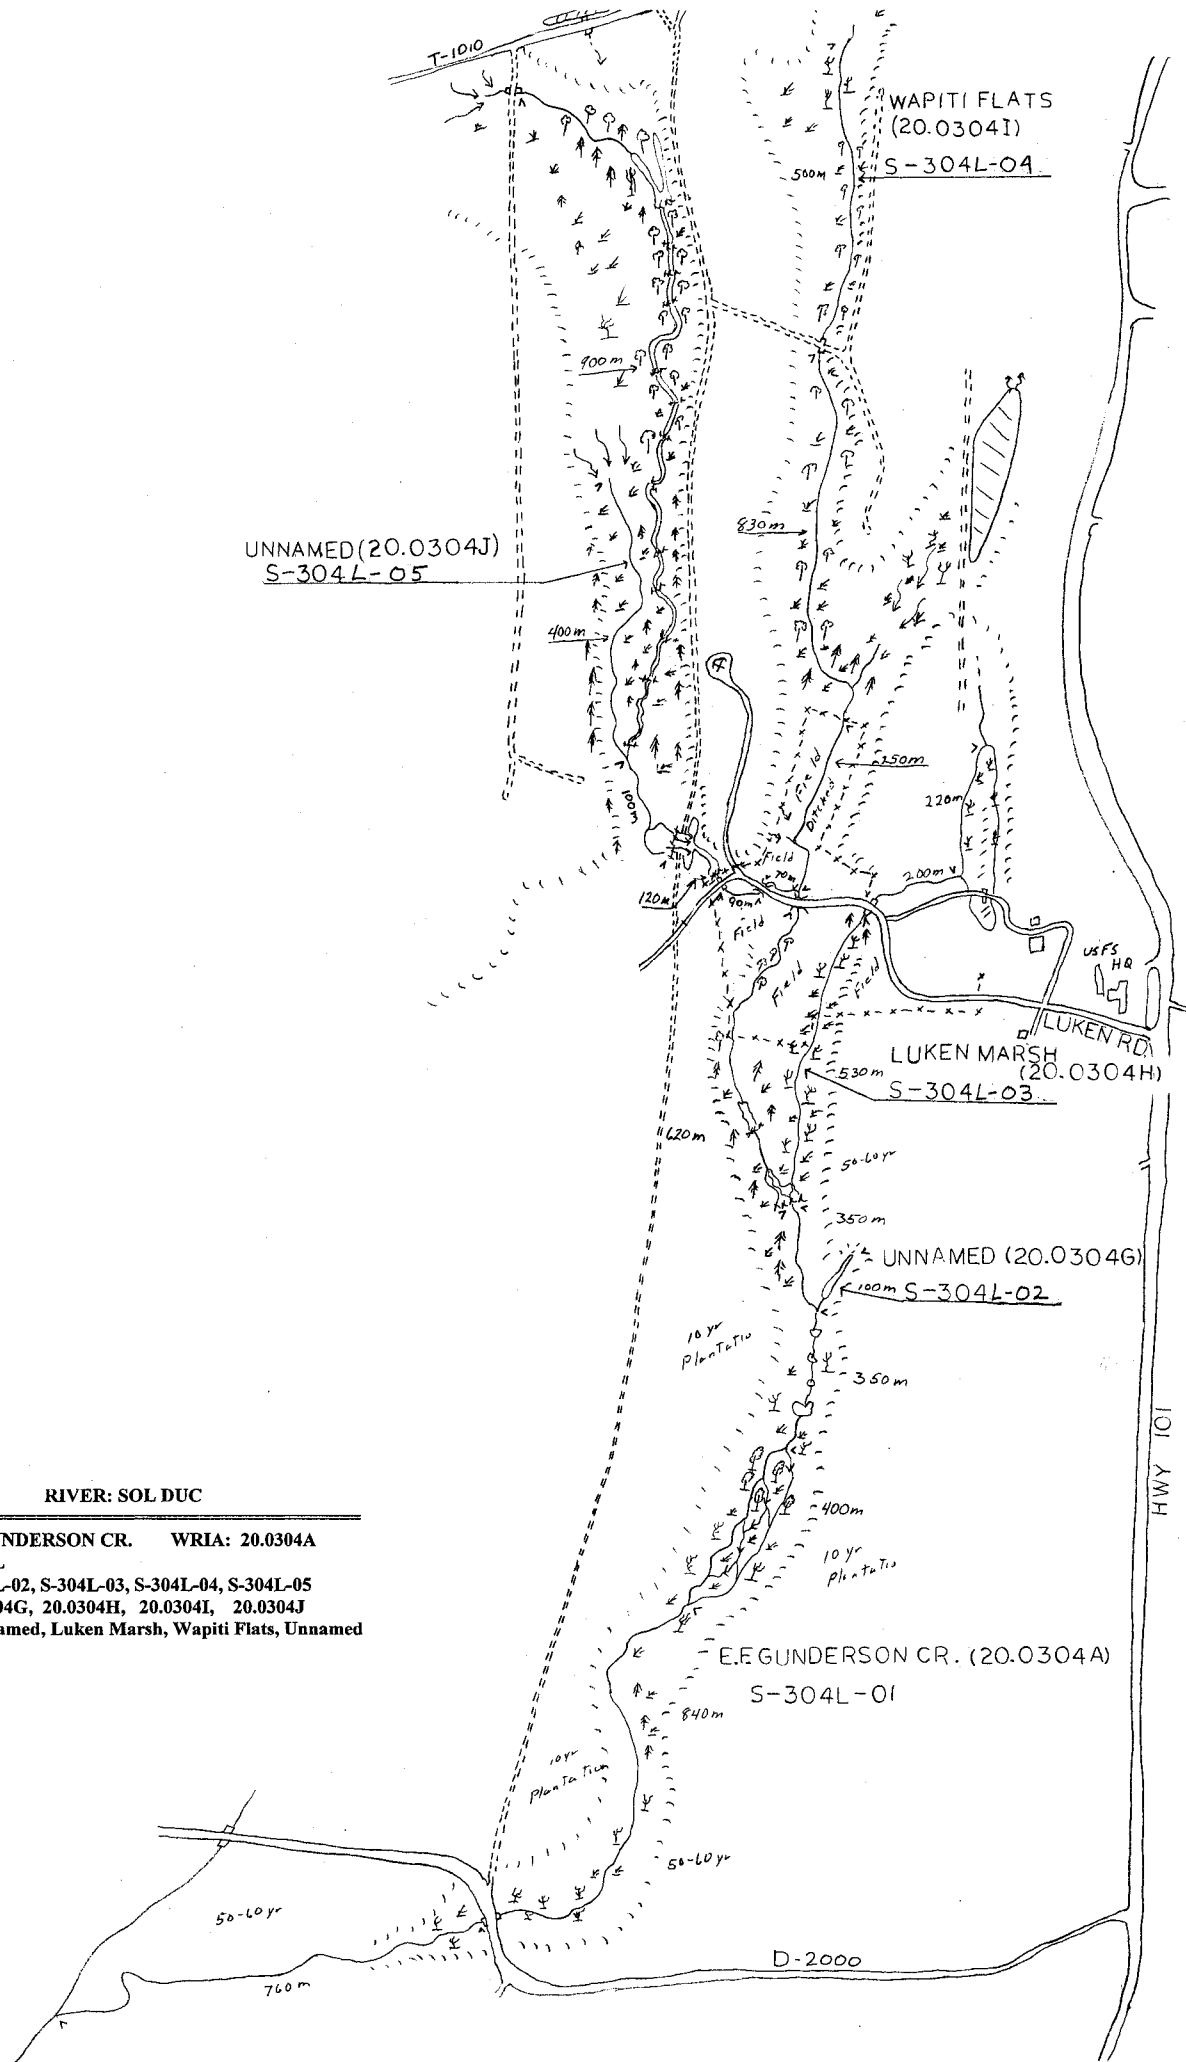 T-1010
WAPITI FLATS
(20.0304I)
500m
S-304L-04
900m
830m
UNNAMED (20.0304J)
S-304L-05
400m
Field
Ditched
250m
220m
100m
Field
70m
200m
120m
90m
Field
Field
Field
USFS
HQ
LUKEN RD
LUKEN MARSH
(20.0304H)
530m
S-304L-03
620m
50-60yr
350m
UNNAMED (20.0304G)
100m S-304L-02
10 yr
Plantatio
350m
HWY 101
RIVER: SOL DUC
NDERSON CR. WRIA: 20.0304A
L-02, S-304L-03, S-304L-04, S-304L-05
04G, 20.0304H, 20.0304I, 20.0304J
amed, Luken Marsh, Wapiti Flats, Unnamed
400m
10 yr
Plantatio
E.F. GUNDERSON CR. (20.0304A)
S-304L-01
840m
10yr
Plantation
50-60yr
50-60yr
D-2000
760m